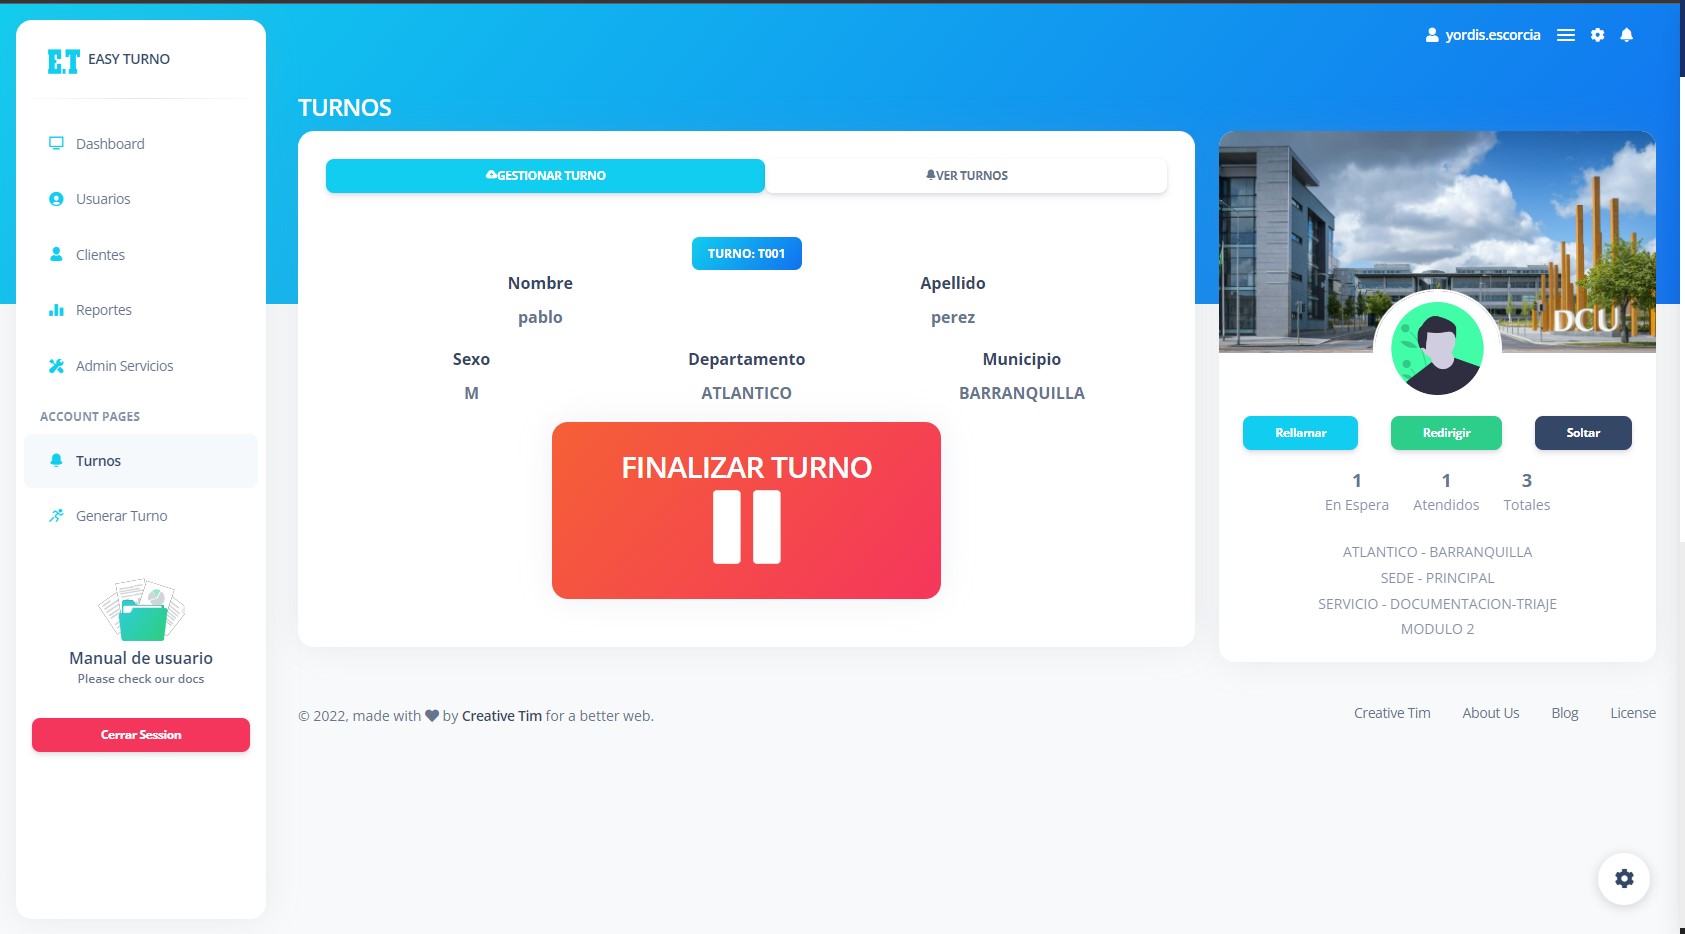 E.T EASY TURNO
yordis.escorcia
Dashboard
Usuarios
Clientes
Reportes
Admin Servicios
ACCOUNT PAGES
Turnos
Generar Turno
Manual de usuario
Please check our docs
Cerrar Session
TURNOS
GESTIONAR TURNO
VER TURNOS
TURNO: T001
Nombre
Apellido
pablo
perez
Sexo
Departamento
Municipio
M
ATLANTICO
BARRANQUILLA
FINALIZAR TURNO
DCU
Rellamar
Redirigir
Soltar
1
1
3
En Espera
Atendidos
Totales
ATLANTICO - BARRANQUILLA
SEDE - PRINCIPAL
SERVICIO - DOCUMENTACION-TRIAJE
MODULO 2
© 2022, made with by Creative Tim for a better web.
Creative Tim
About Us
Blog
License